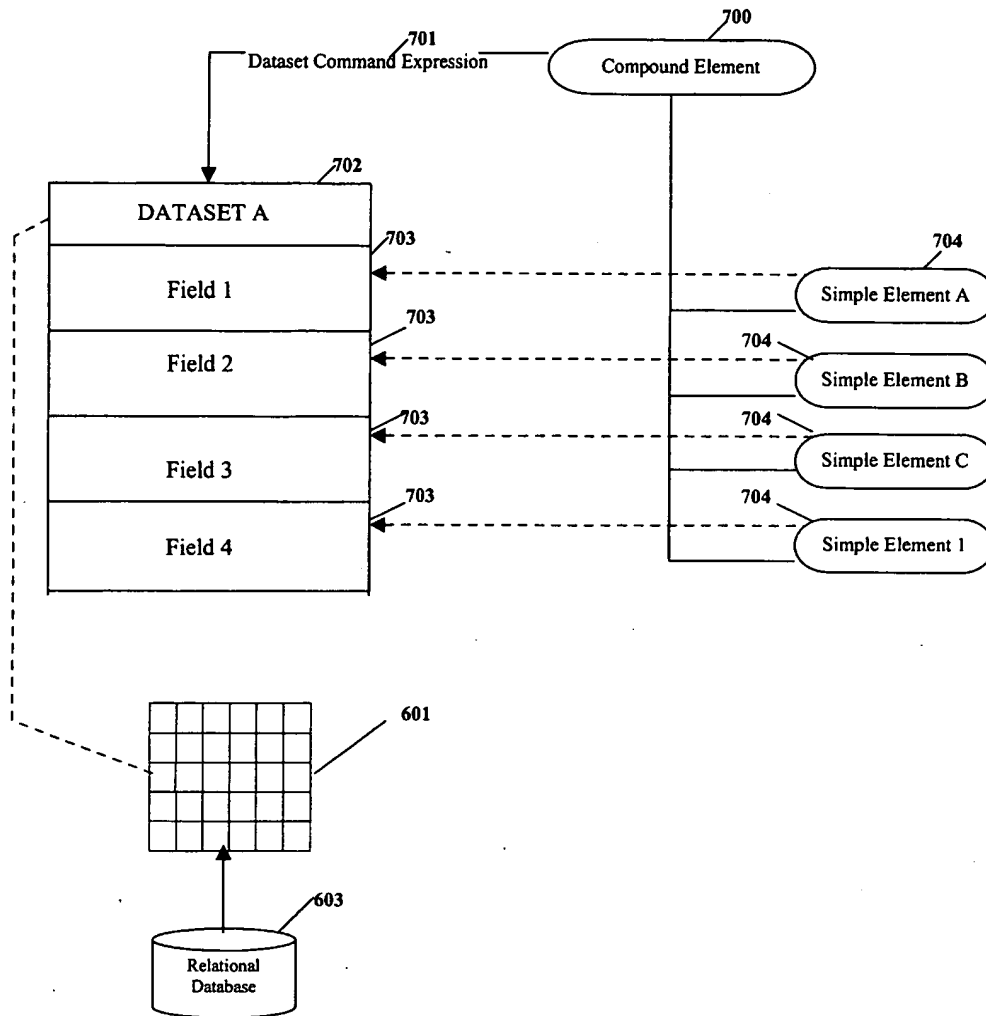 700
701
Dataset Command Expression
Compound Element
702
DATASET A
703
704
Field 1
Simple Element A
703
704
Field 2
Simple Element B
703
704
Field 3
Simple Element C
703
704
Field 4
Simple Element 1
601
603
Relational
Database